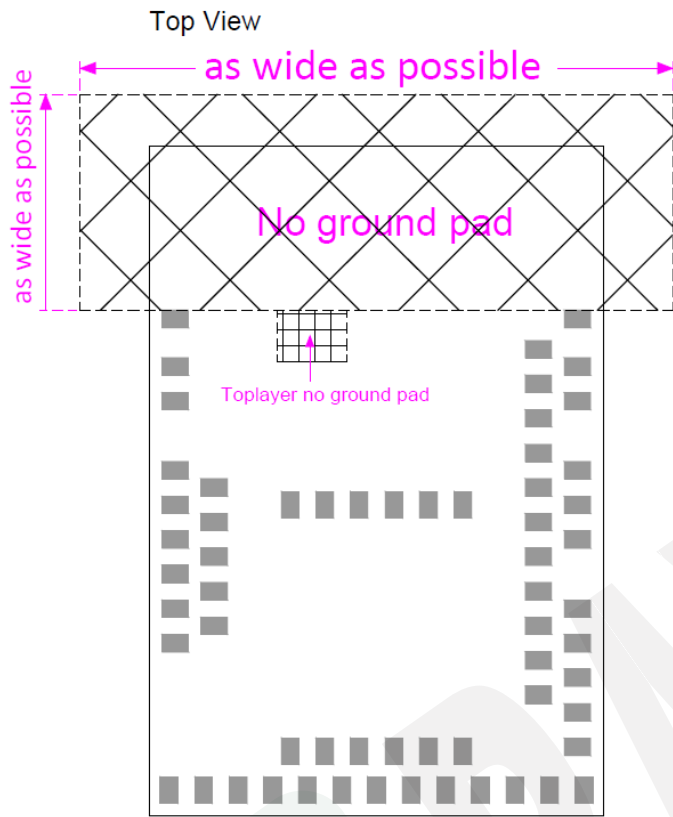 Top View
as wide as possible
as wide as possible
No ground pad
Toplayer no ground pad